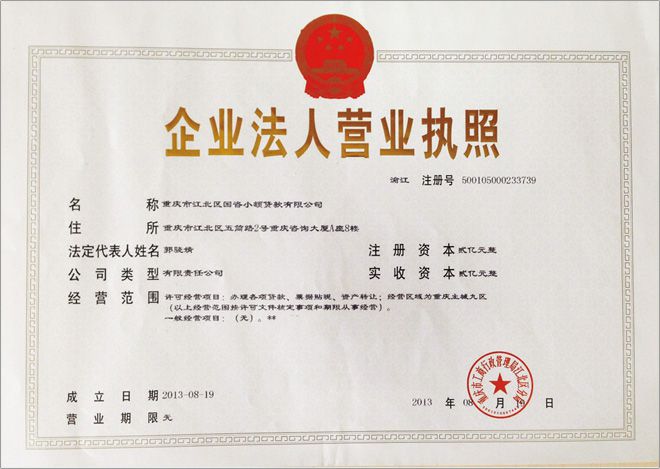 企业法人营业执照
渝江 注册号 500105000233739
名称 重庆市江北区国咨小额贷款有限公司
住所 重庆市江北区五简路2号重庆咨询大厦A座8楼
法定代表人姓名 郭骏婧 注册资本 贰亿元整
公司类型 有限责任公司 实收资本 贰亿元整
经营范围 许可经营项目：办理各项贷款、票据贴现、资产转让；经营区域为重庆主城九区
（以上经营范围按许可文件核定事项和期限从事经营）。
一般经营项目：（无）。**
成立日期 2013-08-19
营业期限 无
2013 年 08 月 19 日
重庆市工商行政管理局江北区分局